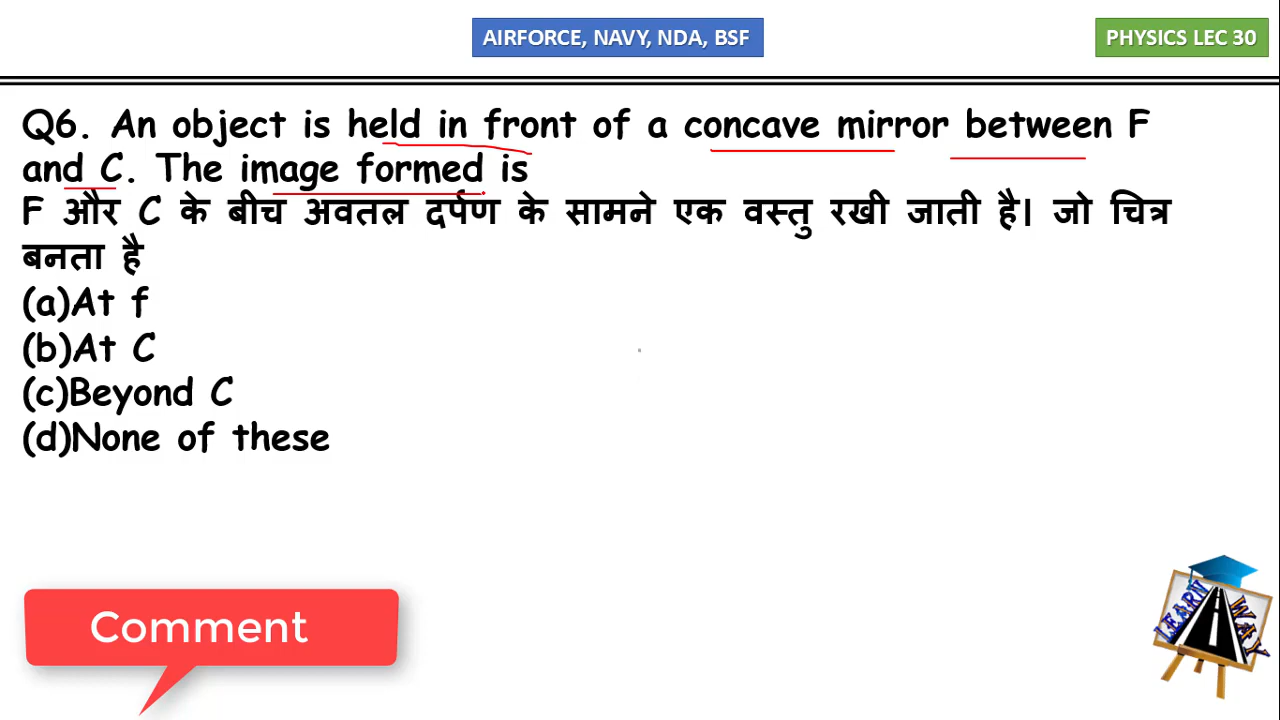 AIRFORCE, NAVY, NDA, BSF
PHYSICS LEC 30
Q6. An object is held in front of a concave mirror between F
and C. The image formed is
F और C के बीच अवतल दर्पण के सामने एक वस्तु रखी जाती है। जो चित्र
बनता है
(a)At f
(b)At C
(c)Beyond C
(d)None of these
Comment
LEARN WAY